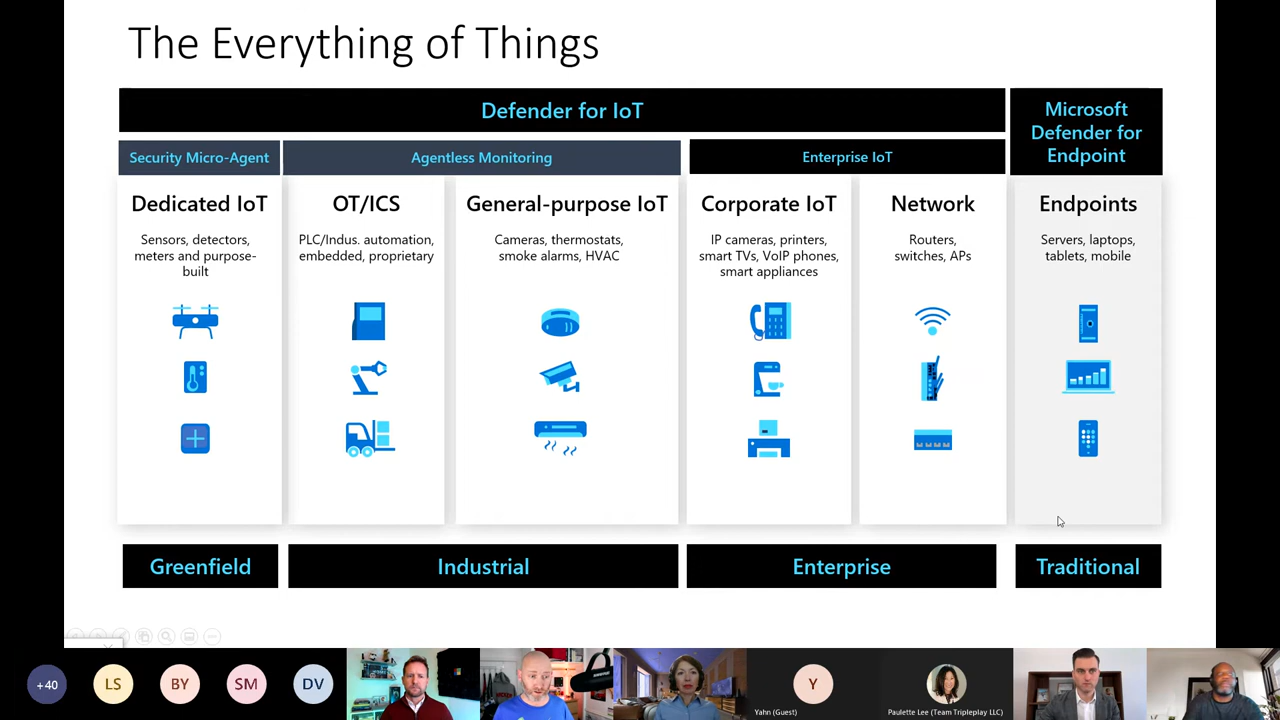 The Everything of Things
Defender for IoT
Microsoft
Defender for
Endpoint
Security Micro-Agent
Agentless Monitoring
Enterprise IoT
Dedicated IoT
Sensors, detectors,
meters and purpose-
built
OT/ICS
PLC/Indus. automation,
embedded, proprietary
General-purpose IoT
Cameras, thermostats,
smoke alarms, HVAC
Corporate IoT
IP cameras, printers,
smart TVs, VoIP phones,
smart appliances
Network
Routers,
switches, APs
Endpoints
Servers, laptops,
tablets, mobile
Greenfield
Industrial
Enterprise
Traditional
+40
LS
BY
SM
DV
Y
Yahn (Guest)
Paulette Lee (Team Tripleplay LLC)